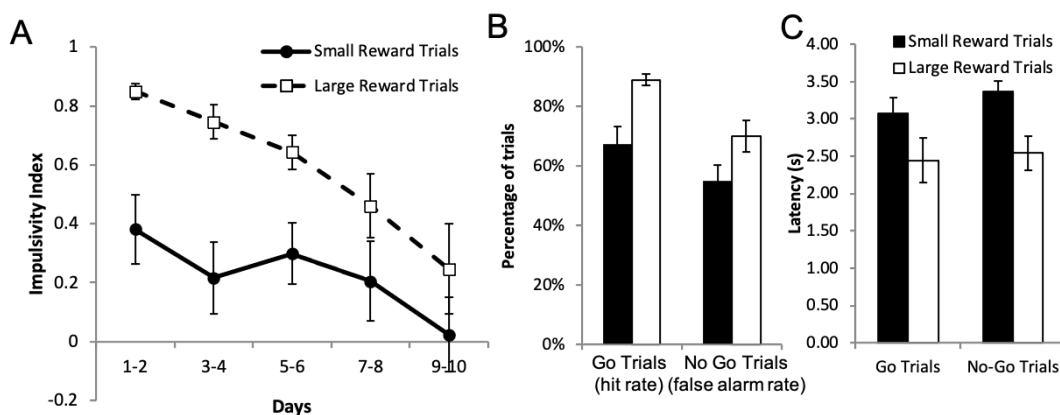 A
Impulsivity Index
1
0.8
0.6
0.4
0.2
0
-0.2
1-2
3-4
5-6
7-8
9-10
Days
Small Reward Trials
Large Reward Trials
B
Percentage of trials
100%
80%
60%
40%
20%
0%
Go Trials
(hit rate)
No Go Trials
(false alarm rate)
C
Latency (s)
4.00
3.50
3.00
2.50
2.00
1.50
1.00
0.50
0.00
Small Reward Trials
Large Reward Trials
Go Trials
No-Go Trials